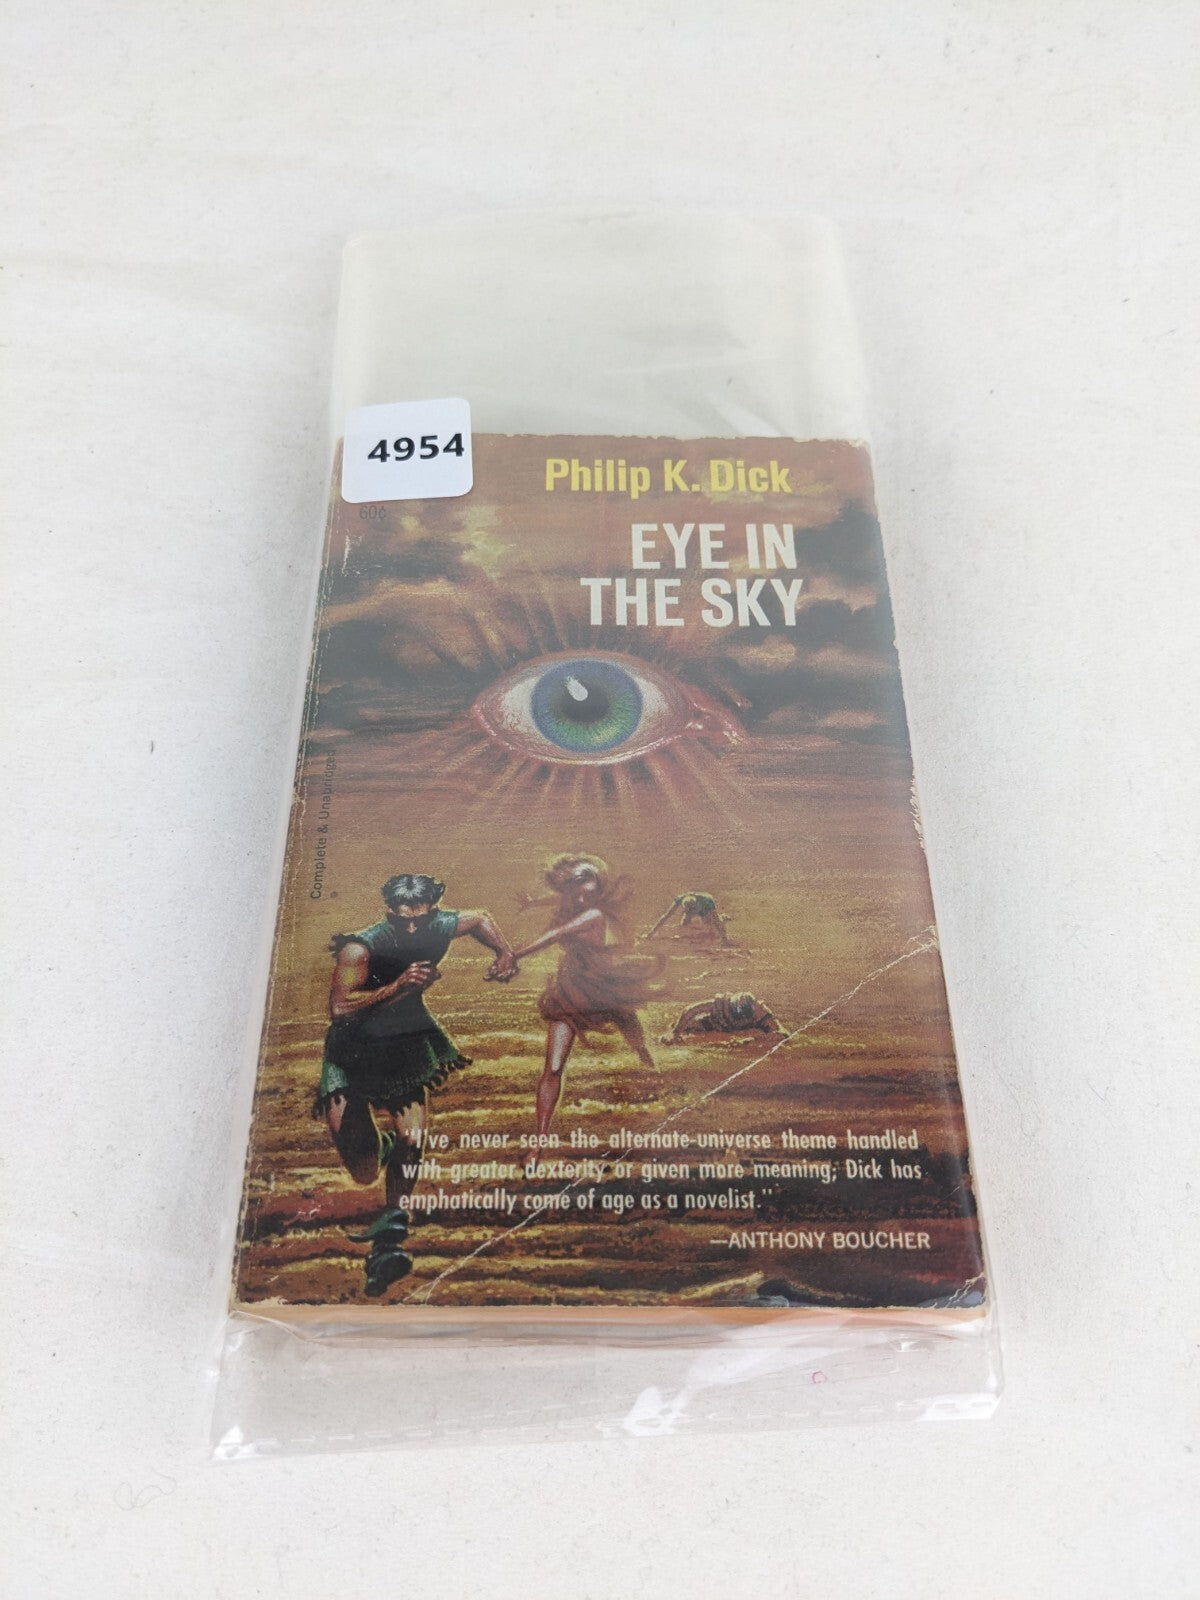 4954
60¢
Philip K. Dick
EYE IN
THE SKY
Complete & Unabridged
"I've never seen the alternate-universe theme handled
with greater dexterity or given more meaning; Dick has
emphatically come of age as a novelist."
—ANTHONY BOUCHER